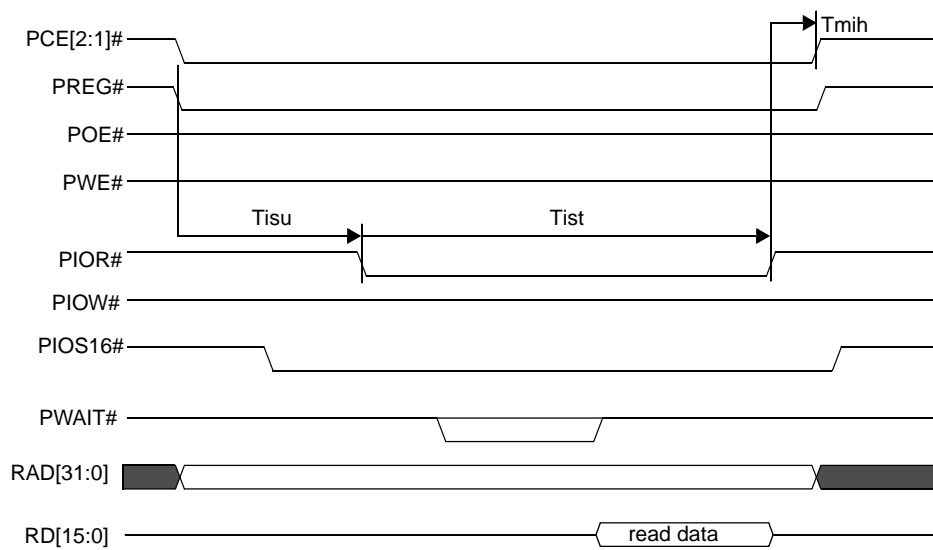 PCE[2:1]#
Tmih
PREG#
POE#
PWE#
Tisu
Tist
PIOR#
PIOW#
PIOS16#
PWAIT#
RAD[31:0]
RD[15:0]
read data